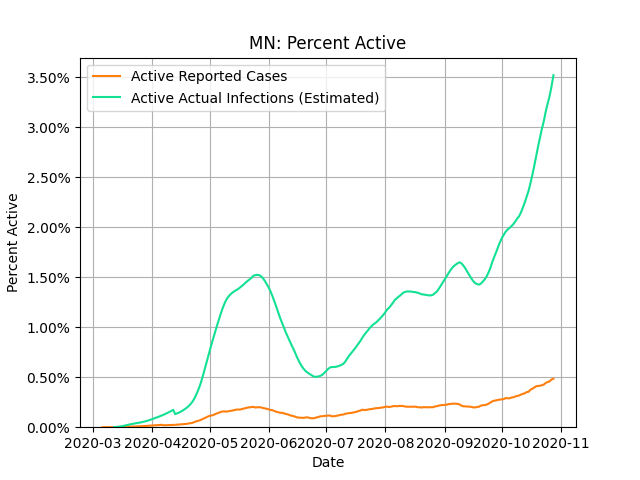 MN: Percent Active
Active Reported Cases
Active Actual Infections (Estimated)
Percent Active
3.50%
3.00%
2.50%
2.00%
1.50%
1.00%
0.50%
0.00%
2020-03 2020-04 2020-05 2020-06 2020-07 2020-08 2020-09 2020-10 2020-11
Date